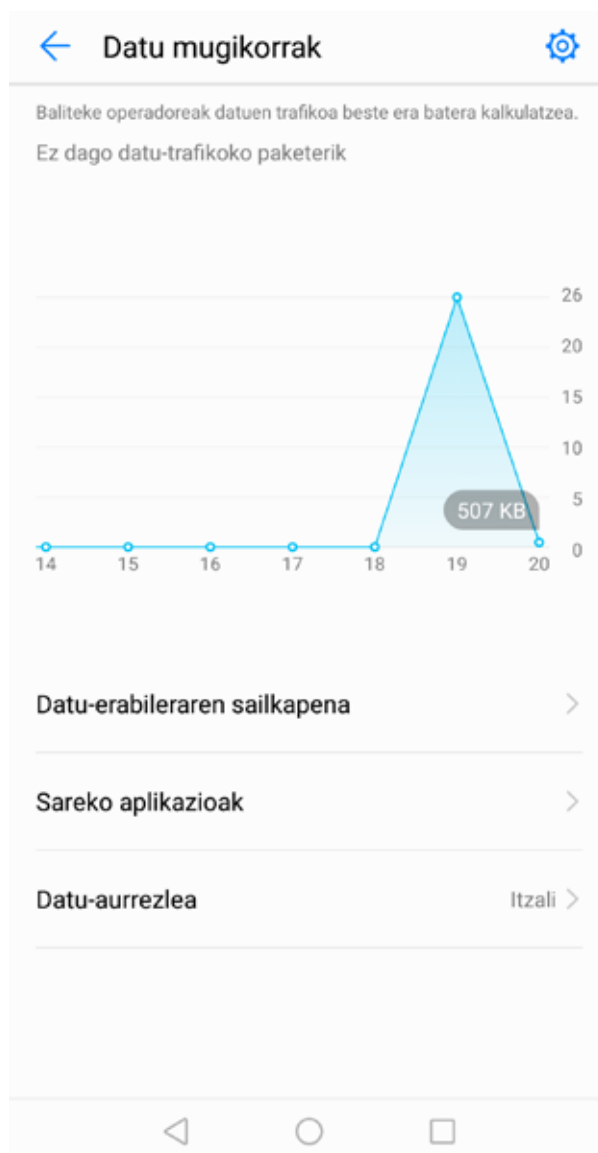 Datu mugikorrak
Baliteke operadoreak datuen trafikoa beste era batera kalkulatzea.
Ez dago datu-trafikoko paketerik
26
20
15
10
5
507 KB
0
14 15 16 17 18 19 20
Datu-erabileraren sailkapena
Sareko aplikazioak
Datu-aurrezlea Itzali